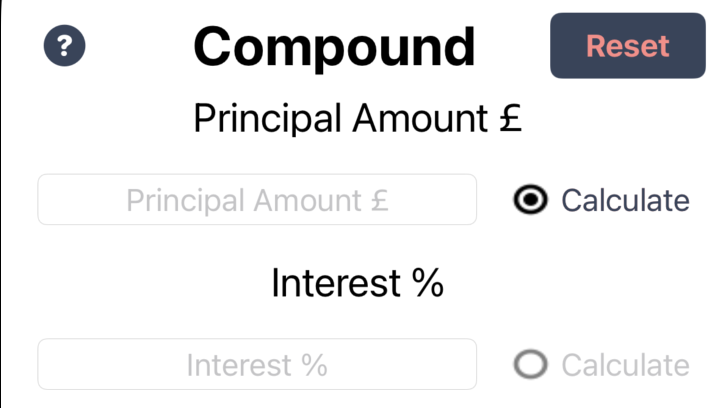 ? Compound Reset
Principal Amount £
Principal Amount £ Calculate
Interest %
Interest % Calculate